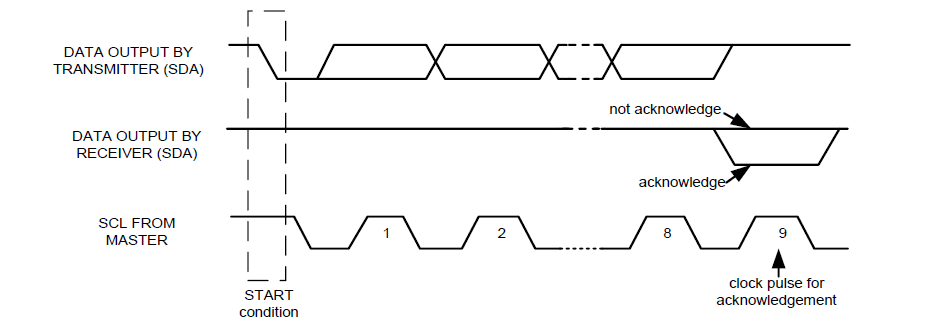 DATA OUTPUT BY
TRANSMITTER (SDA)
not acknowledge
DATA OUTPUT BY
RECEIVER (SDA)
acknowledge
SCL FROM
MASTER
1
2
8
9
START
condition
clock pulse for
acknowledgement